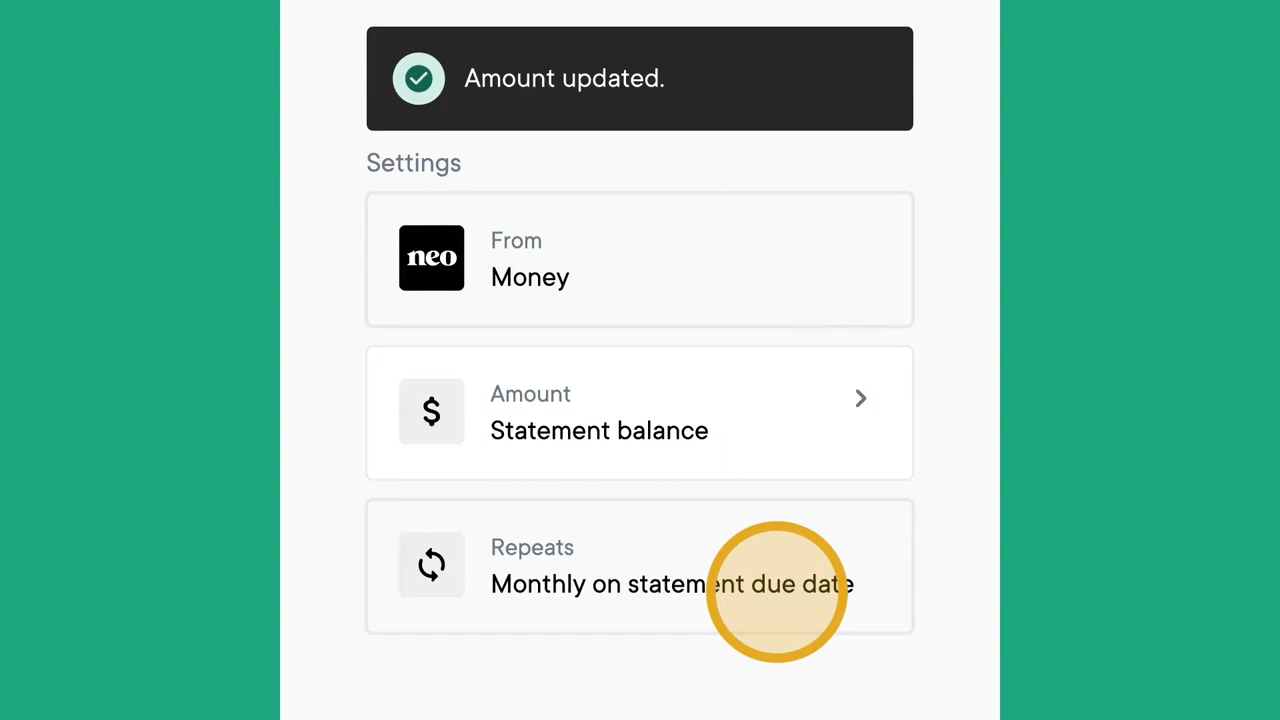 Amount updated.
Settings
neo
From
Money
$
Amount
Statement balance
Repeats
Monthly on statement due date